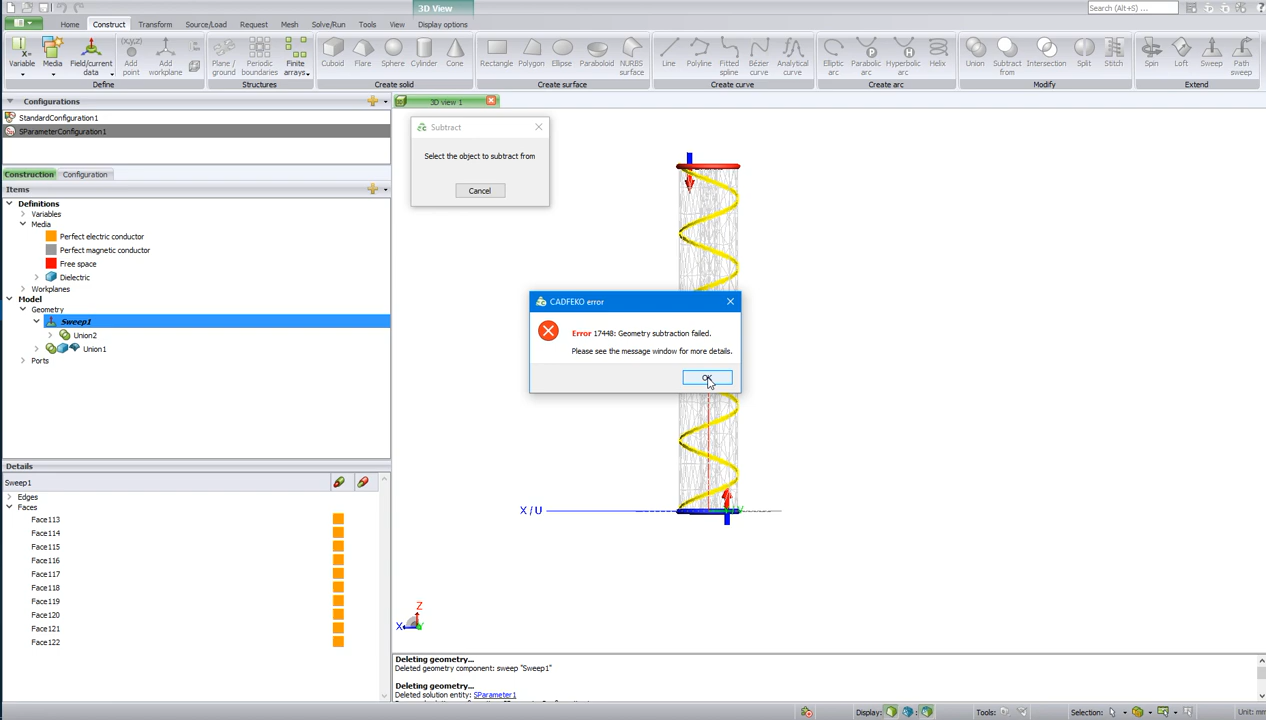 3D View
Search (Alt+S)
Home Construct Transform Source/Load Request Mesh Solve/Run Tools View Display options
Variable Media Field/current data Add point Add workplane Plane / ground Periodic boundaries Finite arrays Cuboid Flare Sphere Cylinder Cone Rectangle Polygon Ellipse Paraboloid NURBS surface Line Polyline Fitted spline Bézier curve Analytical curve Elliptic arc Parabolic arc Hyperbolic arc Helix Union Subtract from Intersection Split Stitch Spin Loft Sweep Path sweep
Define Structures Create solid Create surface Create curve Create arc Modify Extend
Configurations
3D view 1
StandardConfiguration1
SParameterConfiguration1
Subtract
Select the object to subtract from
Cancel
Construction Configuration
Items
Definitions
Variables
Media
Perfect electric conductor
Perfect magnetic conductor
Free space
Dielectric
Workplanes
Model
Geometry
Sweep1
Union2
Union1
Ports
CADFEKO error
Error 17448: Geometry subtraction failed.
Please see the message window for more details.
OK
Details
Sweep1
Edges
Faces
Face113
Face114
Face115
Face116
Face117
Face118
Face119
Face120
Face121
Face122
X / U
Z
X
Y
Deleting geometry...
Deleted geometry component: sweep "Sweep1"
Deleting geometry...
Deleted solution entity: SParameter1
Display: Tools: Selection: Unit: mm